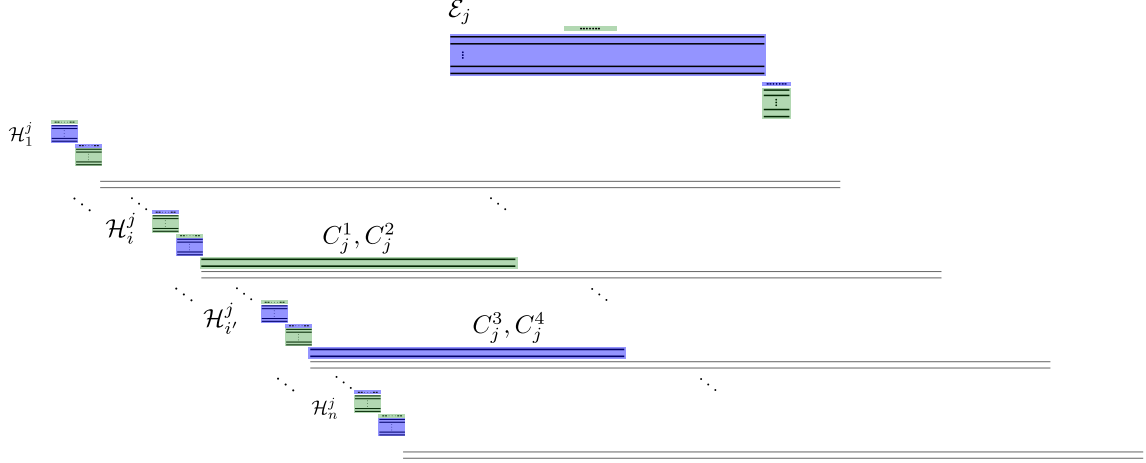 ℰ_j
ℋ_1^j
ℋ_i^j
C_j^1, C_j^2
ℋ_{i'}^j
C_j^3, C_j^4
ℋ_n^j